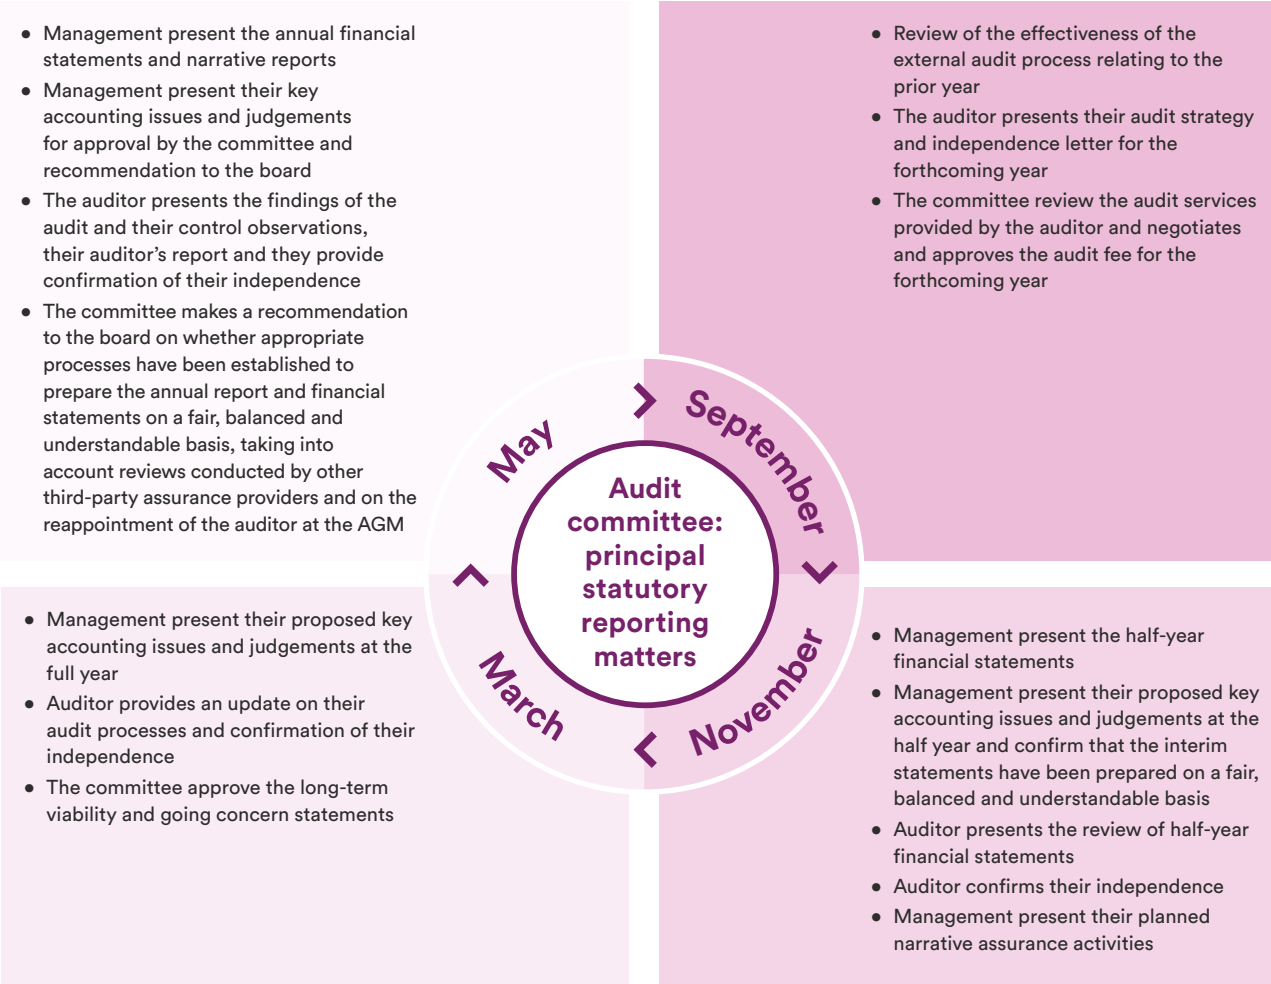 • Management present the annual financial
statements and narrative reports
• Management present their key
accounting issues and judgements
for approval by the committee and
recommendation to the board
• The auditor presents the findings of the
audit and their control observations,
their auditor’s report and they provide
confirmation of their independence
• The committee makes a recommendation
to the board on whether appropriate
processes have been established to
prepare the annual report and financial
statements on a fair, balanced and
understandable basis, taking into
account reviews conducted by other
third-party assurance providers and on the
reappointment of the auditor at the AGM
• Review of the effectiveness of the
external audit process relating to the
prior year
• The auditor presents their audit strategy
and independence letter for the
forthcoming year
• The committee review the audit services
provided by the auditor and negotiates
and approves the audit fee for the
forthcoming year
May
September
Audit
committee:
principal
statutory
reporting
matters
March
November
• Management present their proposed key
accounting issues and judgements at the
full year
• Auditor provides an update on their
audit processes and confirmation of their
independence
• The committee approve the long-term
viability and going concern statements
• Management present the half-year
financial statements
• Management present their proposed key
accounting issues and judgements at the
half year and confirm that the interim
statements have been prepared on a fair,
balanced and understandable basis
• Auditor presents the review of half-year
financial statements
• Auditor confirms their independence
• Management present their planned
narrative assurance activities